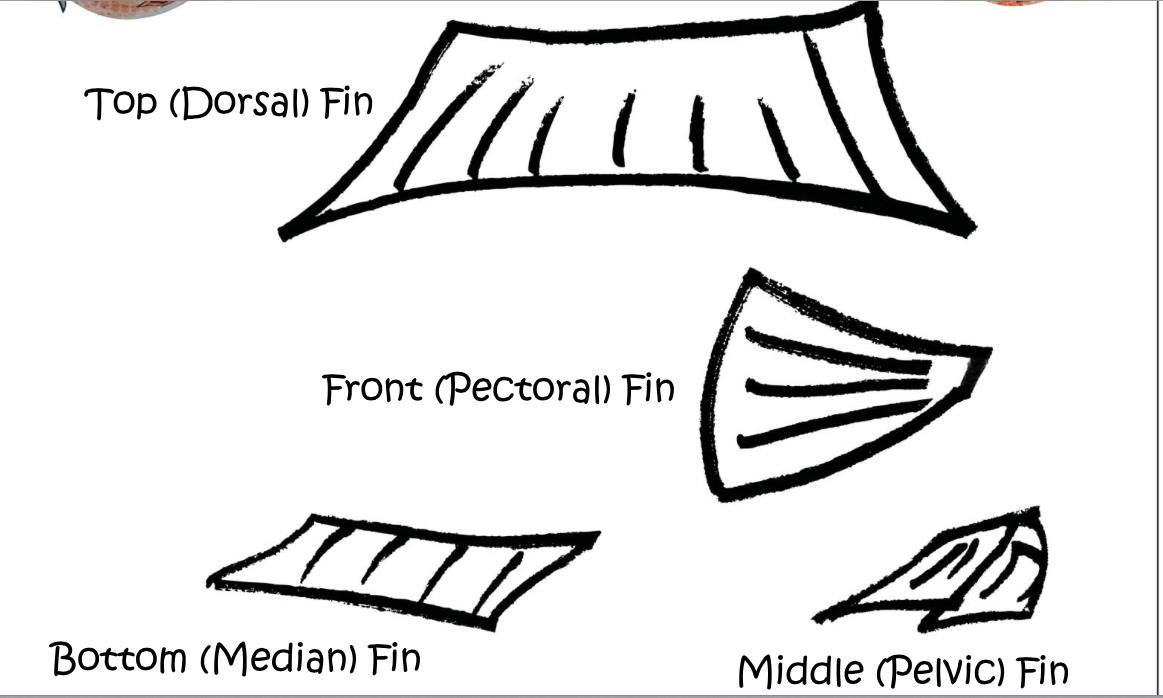 Top (Dorsal) Fin
Front (Pectoral) Fin
Bottom (Median) Fin
Middle (Pelvic) Fin